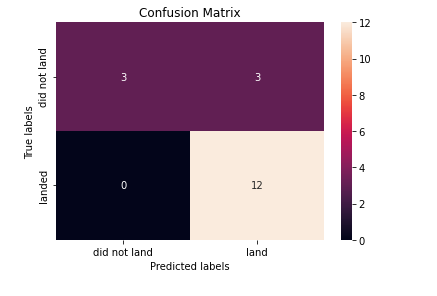 Confusion Matrix
True labels
did not land
landed
3
3
0
12
did not land
land
Predicted labels
12
10
8
6
4
2
0